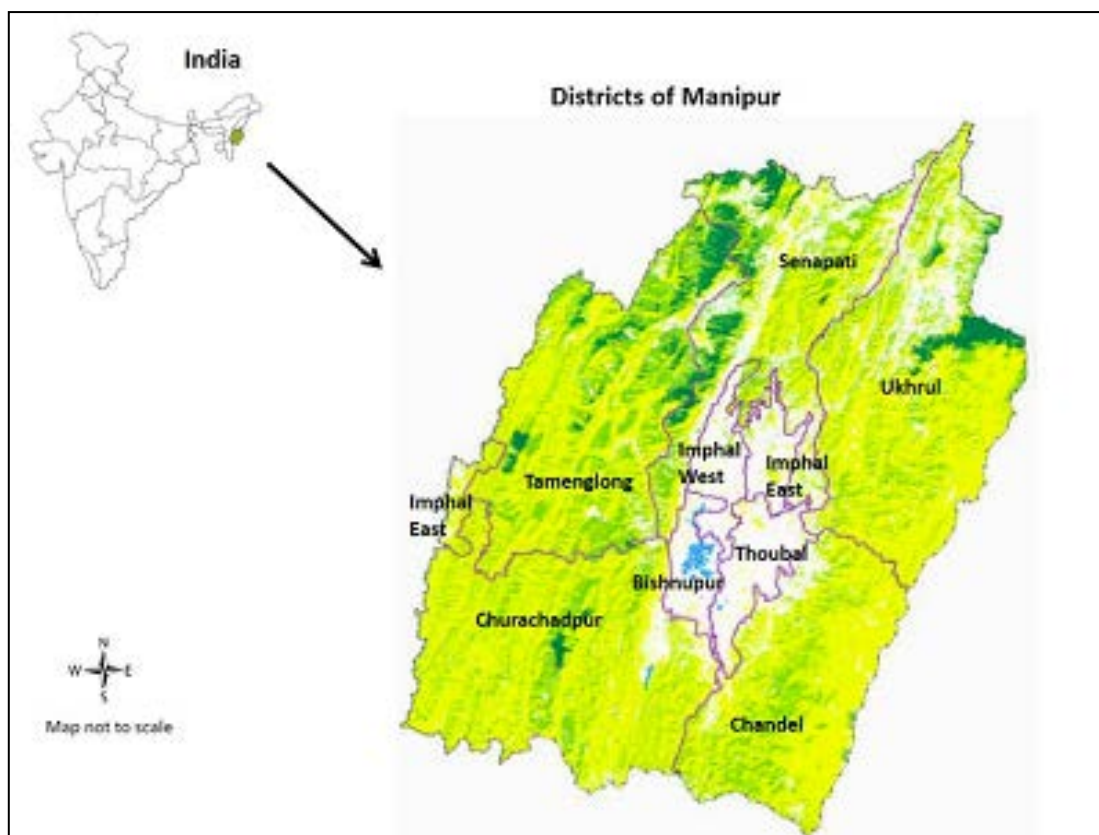 India
Districts of Manipur
Senapati
Ukhrul
Imphal
West
Imphal
East
Tamenglong
Imphal
East
Thoubal
Bishnupur
Churachadpur
Chandel
N
W E
S
Map not to scale